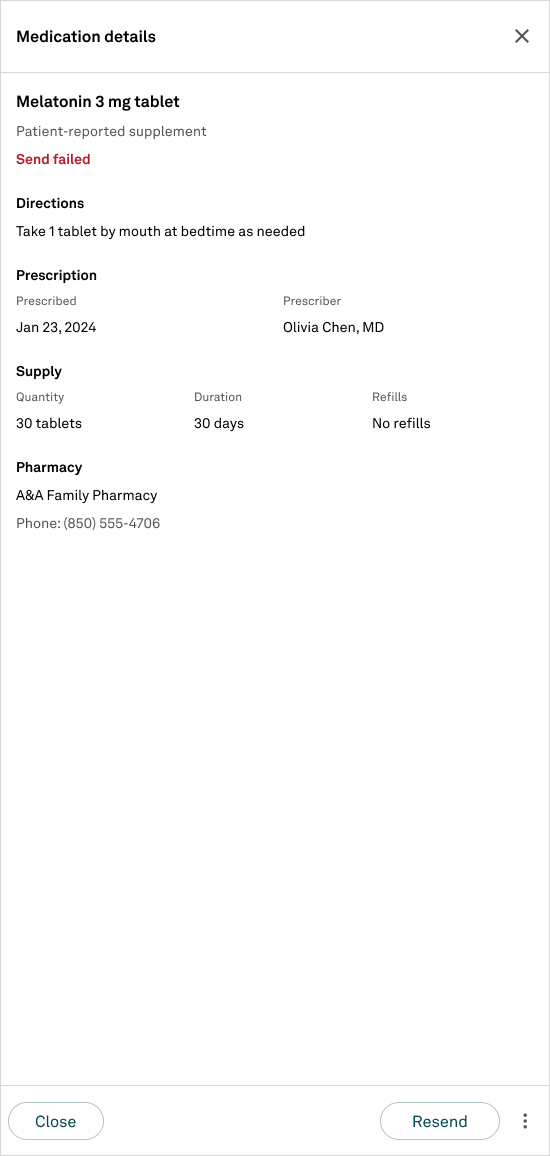 Medication details
Melatonin 3 mg tablet
Patient-reported supplement
Send failed
Directions
Take 1 tablet by mouth at bedtime as needed
Prescription
Prescribed Prescriber
Jan 23, 2024 Olivia Chen, MD
Supply
Quantity Duration Refills
30 tablets 30 days No refills
Pharmacy
A&A Family Pharmacy
Phone: (850) 555-4706
Close Resend